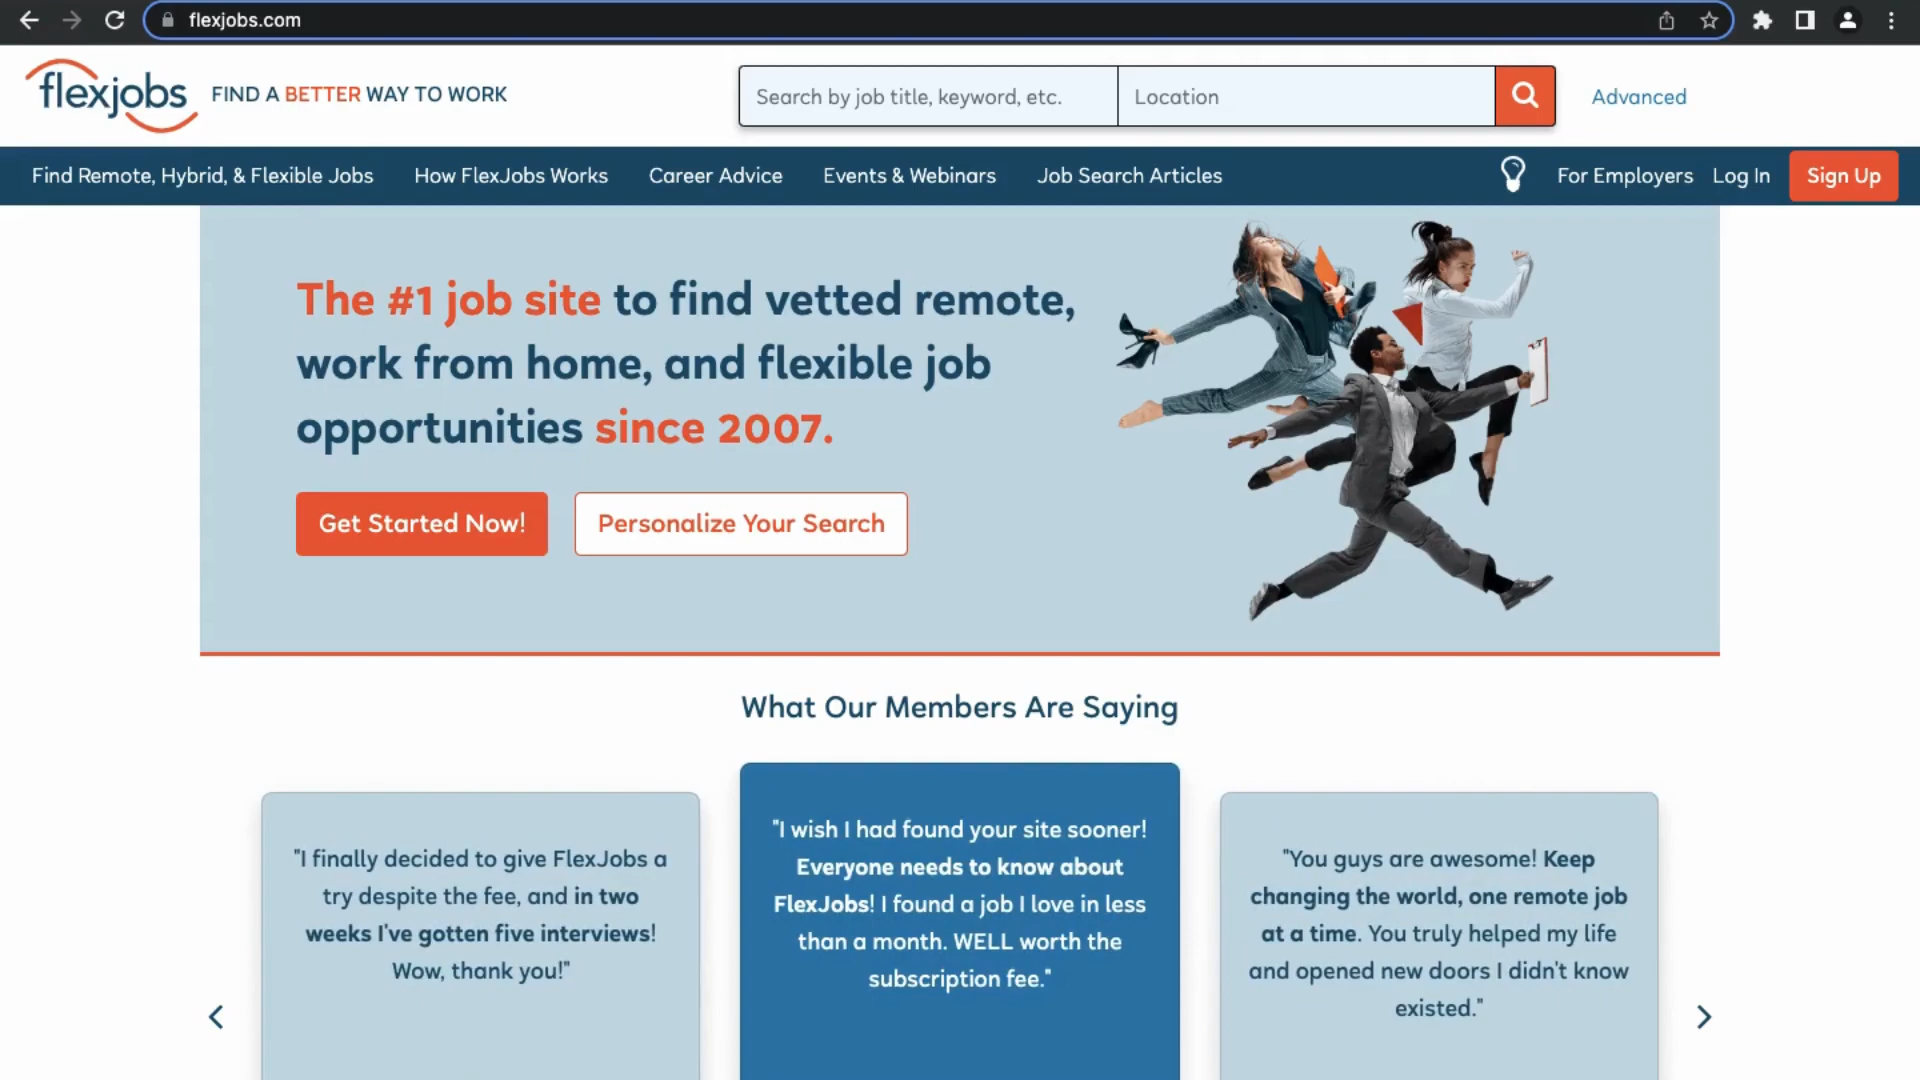 flexjobs.com
flexjobs FIND A BETTER WAY TO WORK
Search by job title, keyword, etc. Location Advanced
Find Remote, Hybrid, & Flexible Jobs How FlexJobs Works Career Advice Events & Webinars Job Search Articles For Employers Log In Sign Up
The #1 job site to find vetted remote,
work from home, and flexible job
opportunities since 2007.
Get Started Now! Personalize Your Search
What Our Members Are Saying
"I finally decided to give FlexJobs a
try despite the fee, and in two
weeks I've gotten five interviews!
Wow, thank you!"
"I wish I had found your site sooner!
Everyone needs to know about
FlexJobs! I found a job I love in less
than a month. WELL worth the
subscription fee."
"You guys are awesome! Keep
changing the world, one remote job
at a time. You truly helped my life
and opened new doors I didn't know
existed."